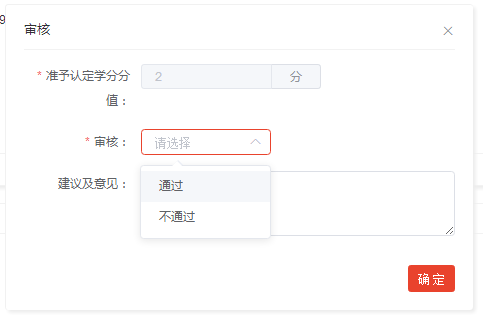 9
审核
* 准予认定学分分
值：
2 分
* 审核：
请选择
建议及意见：
通过
不通过
确定